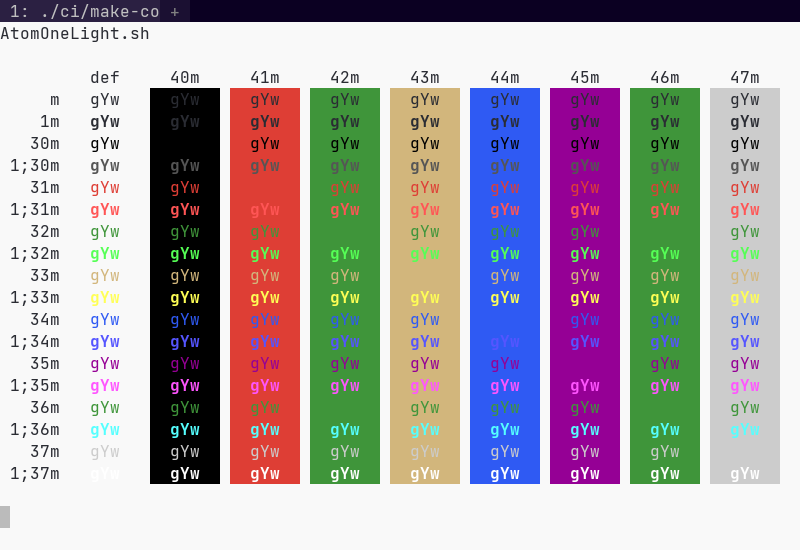 1: ./ci/make-co +
AtomOneLight.sh
def 40m 41m 42m 43m 44m 45m 46m 47m
m gYw gYw gYw gYw gYw gYw gYw gYw gYw
1m gYw gYw gYw gYw gYw gYw gYw gYw gYw
30m gYw gYw gYw gYw gYw gYw gYw gYw
1;30m gYw gYw gYw gYw gYw gYw gYw gYw gYw
31m gYw gYw gYw gYw gYw gYw gYw gYw
1;31m gYw gYw gYw gYw gYw gYw gYw gYw gYw
32m gYw gYw gYw gYw gYw gYw gYw
1;32m gYw gYw gYw gYw gYw gYw gYw gYw gYw
33m gYw gYw gYw gYw gYw gYw gYw gYw
1;33m gYw gYw gYw gYw gYw gYw gYw gYw gYw
34m gYw gYw gYw gYw gYw gYw gYw gYw
1;34m gYw gYw gYw gYw gYw gYw gYw gYw gYw
35m gYw gYw gYw gYw gYw gYw gYw gYw
1;35m gYw gYw gYw gYw gYw gYw gYw gYw gYw
36m gYw gYw gYw gYw gYw gYw gYw
1;36m gYw gYw gYw gYw gYw gYw gYw gYw gYw
37m gYw gYw gYw gYw gYw gYw gYw gYw
1;37m gYw gYw gYw gYw gYw gYw gYw gYw gYw